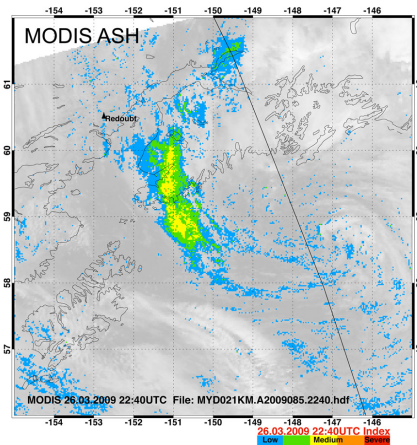 -154 -153 -152 -151 -150 -149 -148 -147 -146
MODIS ASH
61
Redoubt
60
59
58
57
MODIS 26.03.2009 22:40UTC File: MYD021KM.A2009085.2240.hdf
-154 -153 -152 -151 -150 -149 -148 -147 -146
26.03.2009 22:40UTC Index
Low Medium Severe